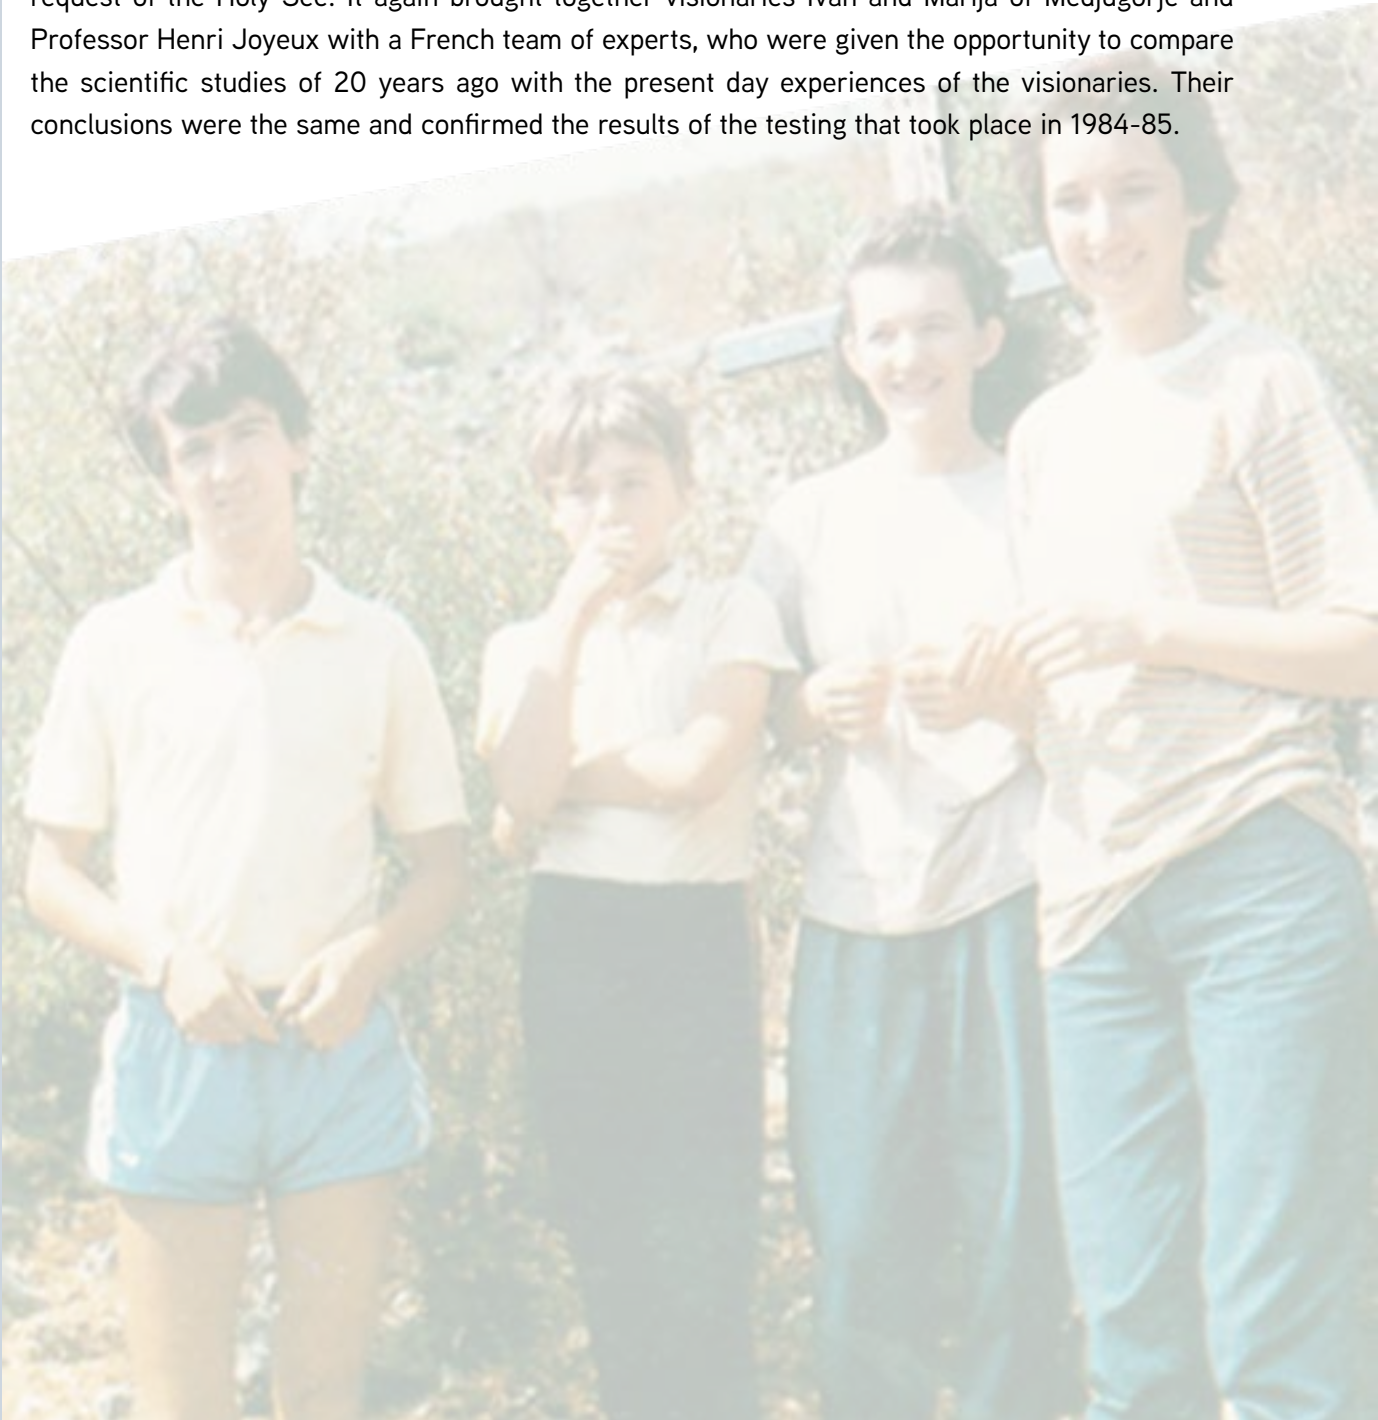 request of the Holy See. It again brought together visionaries Ivan and Marija of Medjugorje and
Professor Henri Joyeux with a French team of experts, who were given the opportunity to compare
the scientific studies of 20 years ago with the present day experiences of the visionaries. Their
conclusions were the same and confirmed the results of the testing that took place in 1984-85.